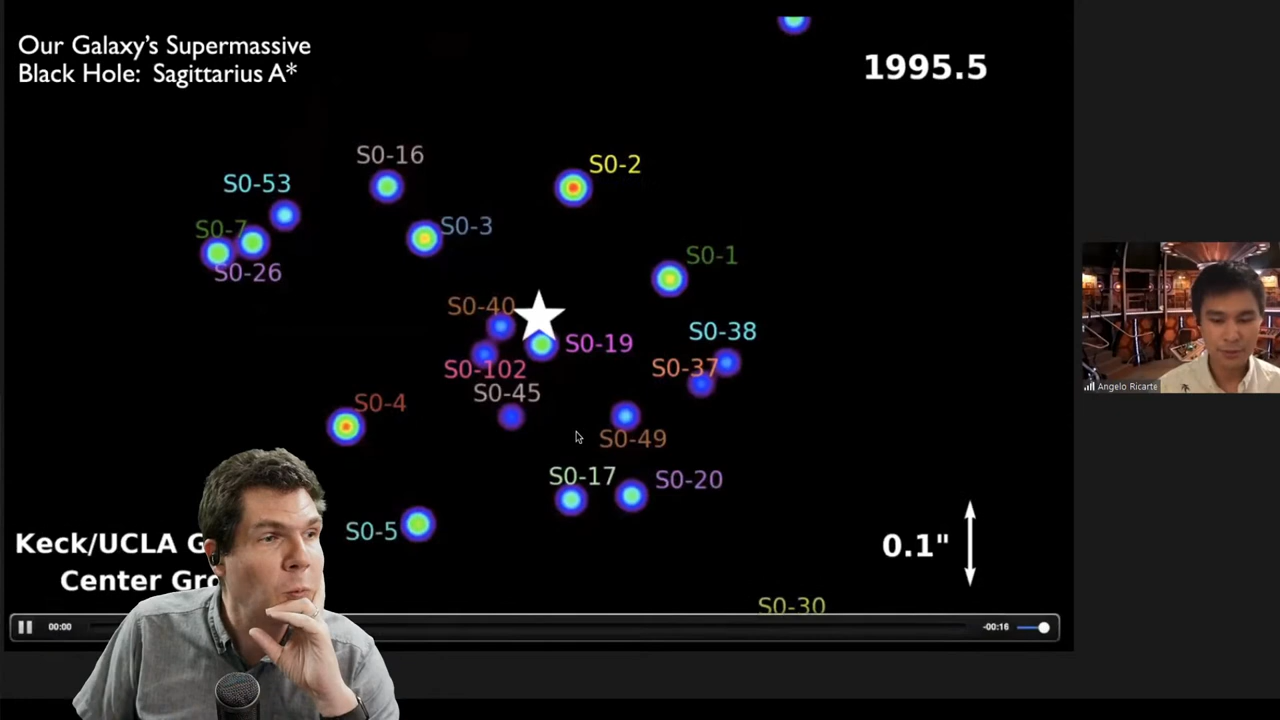 Our Galaxy's Supermassive
Black Hole: Sagittarius A*
1995.5
S0-16
S0-2
S0-53
S0-7
S0-3
S0-26
S0-1
S0-40
S0-38
S0-19
S0-102
S0-37
S0-45
S0-4
S0-49
S0-17
S0-20
S0-5
Keck/UCLA
Center
0.1"
S0-30
00:00
-00:16
Angelo Ricarte